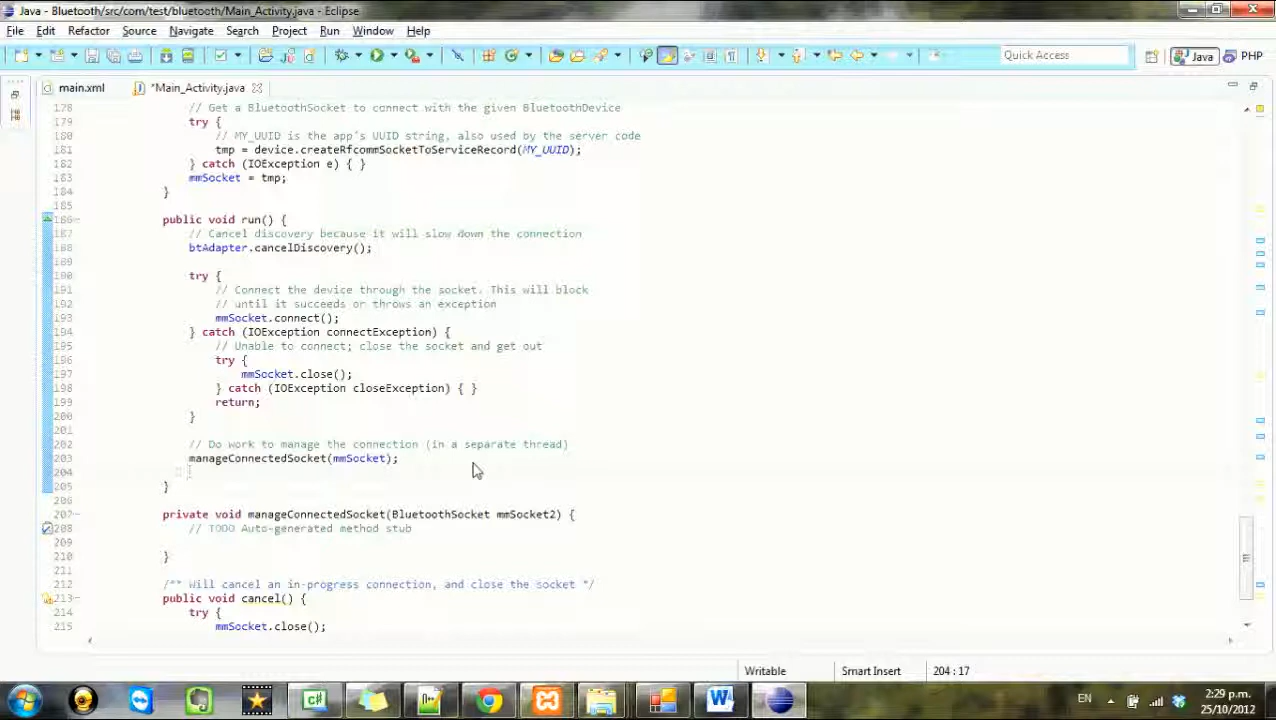 Java - Bluetooth/src/com/test/bluetooth/Main_Activity.java - Eclipse
File Edit Refactor Source Navigate Search Project Run Window Help
Quick Access Java PHP
main.xml *Main_Activity.java
178 // Get a BluetoothSocket to connect with the given BluetoothDevice
179 try {
180 // MY_UUID is the app's UUID string, also used by the server code
181 tmp = device.createRfcommSocketToServiceRecord(MY_UUID);
182 } catch (IOException e) { }
183 mmSocket = tmp;
184 }
185
186 public void run() {
187 // Cancel discovery because it will slow down the connection
188 btAdapter.cancelDiscovery();
189
190 try {
191 // Connect the device through the socket. This will block
192 // until it succeeds or throws an exception
193 mmSocket.connect();
194 } catch (IOException connectException) {
195 // Unable to connect; close the socket and get out
196 try {
197 mmSocket.close();
198 } catch (IOException closeException) { }
199 return;
200 }
201
202 // Do work to manage the connection (in a separate thread)
203 manageConnectedSocket(mmSocket);
204
205 }
206
207 private void manageConnectedSocket(BluetoothSocket mmSocket2) {
208 // TODO Auto-generated method stub
209
210 }
211
212 /** Will cancel an in-progress connection, and close the socket */
213 public void cancel() {
214 try {
215 mmSocket.close();
Writable Smart Insert 204 : 17
C# W EN 2:29 p.m.
25/10/2012